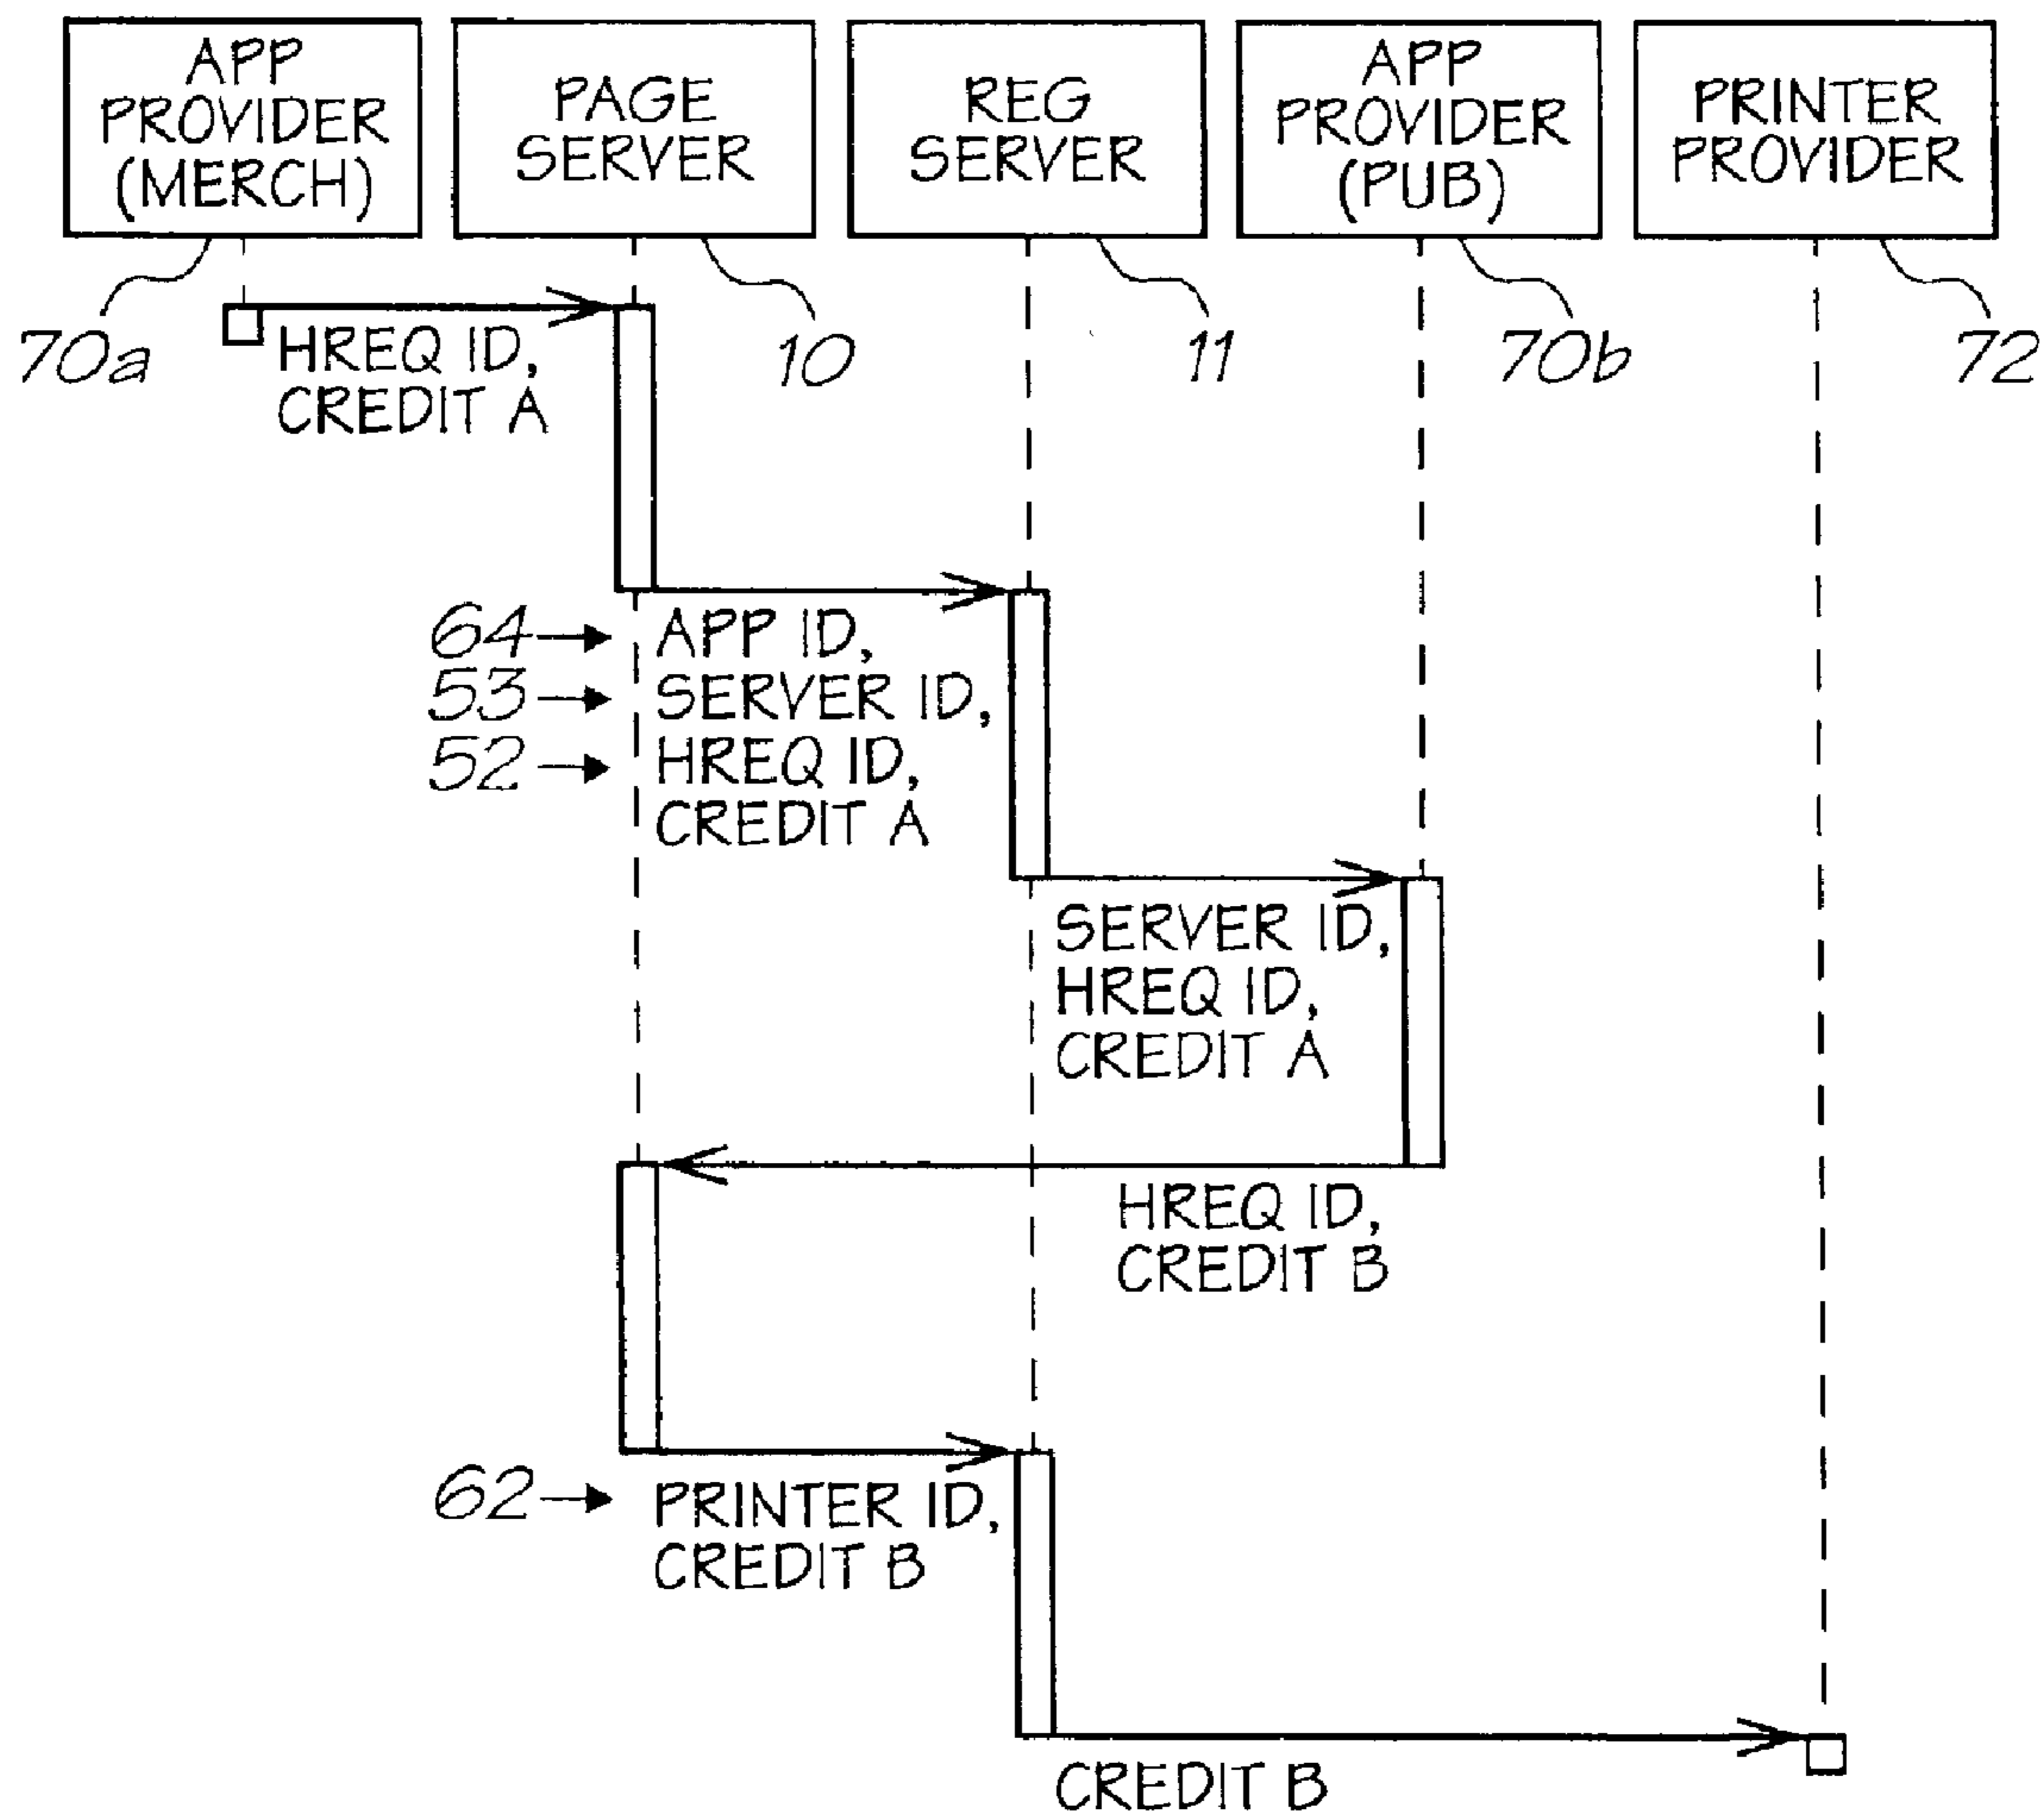 APP
PROVIDER
(MERCH)
PAGE
SERVER
REG
SERVER
APP
PROVIDER
(PUB)
PRINTER
PROVIDER
70a
10
11
70b
72
HREQ ID,
CREDIT A
64 APP ID,
53 SERVER ID,
52 HREQ ID,
CREDIT A
SERVER ID,
HREQ ID,
CREDIT A
HREQ ID,
CREDIT B
62 PRINTER ID,
CREDIT B
CREDIT B